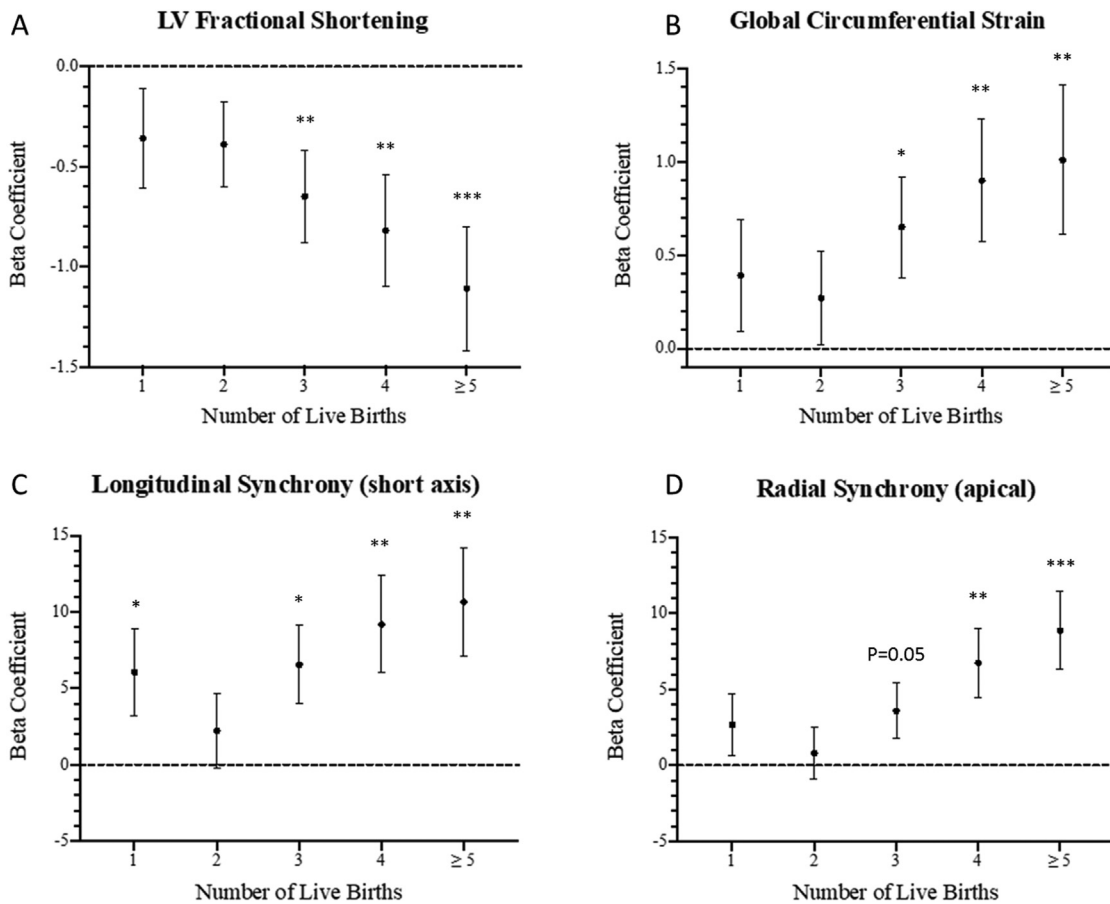 A
LV Fractional Shortening
0.0
-0.5
-1.0
-1.5
Beta Coefficient
**
**
***
1 2 3 4 ≥ 5
Number of Live Births
B
Global Circumferential Strain
1.5
1.0
0.5
0.0
Beta Coefficient
*
**
**
1 2 3 4 ≥ 5
Number of Live Births
C
Longitudinal Synchrony (short axis)
15
10
5
0
-5
Beta Coefficient
*
*
**
**
1 2 3 4 ≥ 5
Number of Live Births
D
Radial Synchrony (apical)
15
10
5
0
-5
Beta Coefficient
P=0.05
**
***
1 2 3 4 ≥ 5
Number of Live Births